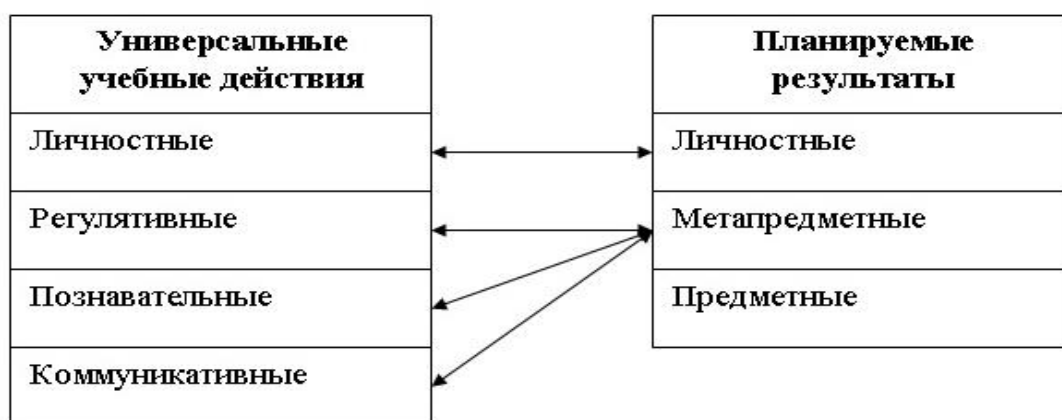 Универсальные
учебные действия
Личностные
Регулятивные
Познавательные
Коммуникативные
Планируемые
результаты
Личностные
Метапредметные
Предметные